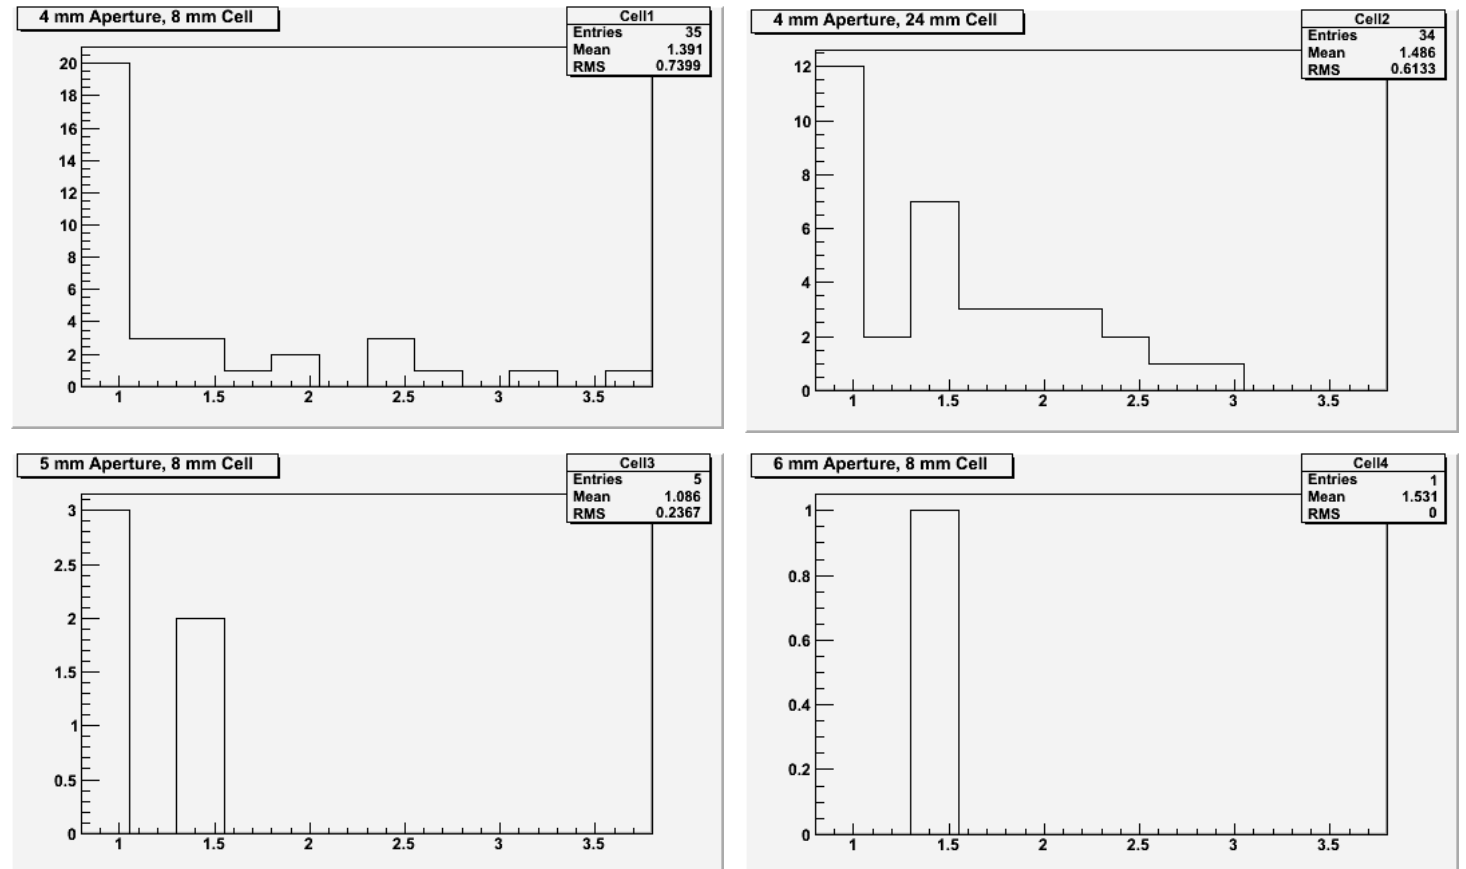 4 mm Aperture, 8 mm Cell
Cell1
Entries 35
Mean 1.391
RMS 0.7399
20
18
16
14
12
10
8
6
4
2
0
1 1.5 2 2.5 3 3.5
4 mm Aperture, 24 mm Cell
Cell2
Entries 34
Mean 1.486
RMS 0.6133
12
10
8
6
4
2
0
1 1.5 2 2.5 3 3.5
5 mm Aperture, 8 mm Cell
Cell3
Entries 5
Mean 1.086
RMS 0.2367
3
2.5
2
1.5
1
0.5
0
1 1.5 2 2.5 3 3.5
6 mm Aperture, 8 mm Cell
Cell4
Entries 1
Mean 1.531
RMS 0
1
0.8
0.6
0.4
0.2
0
1 1.5 2 2.5 3 3.5